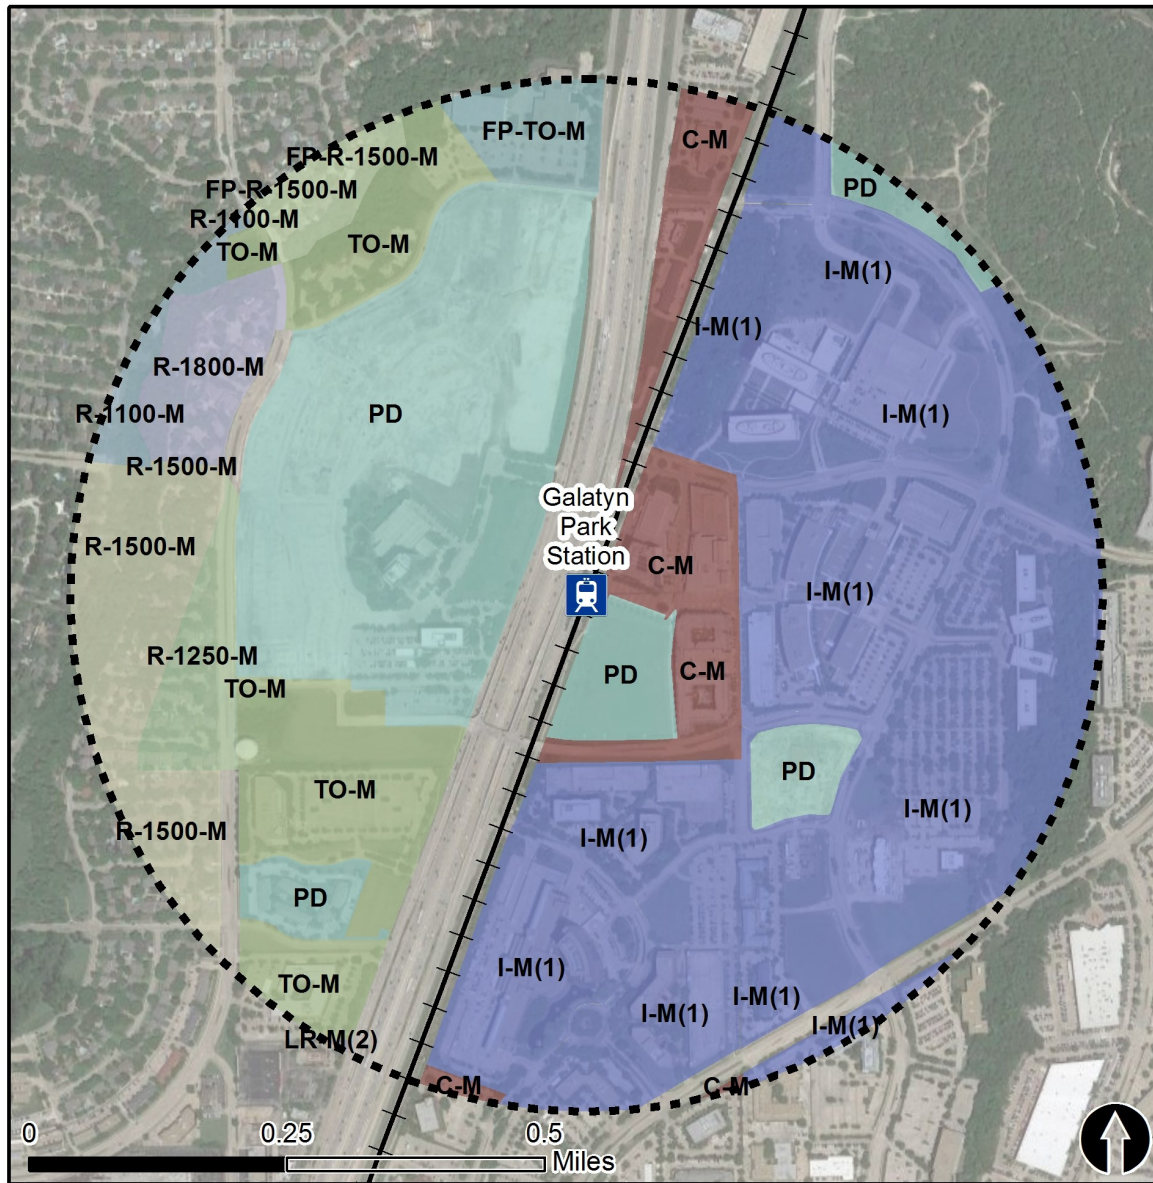 FP-TO-M
C-M
FP-R-1500-M
FP-R-1500-M
PD
R-1100-M
TO-M
TO-M
I-M(1)
I-M(1)
R-1800-M
R-1100-M
PD
I-M(1)
R-1500-M
Galatyn
Park
Station
R-1500-M
C-M
I-M(1)
R-1250-M
TO-M
PD
C-M
PD
TO-M
I-M(1)
R-1500-M
I-M(1)
PD
I-M(1)
TO-M
I-M(1)
I-M(1)
I-M(1)
LR-M(2)
C-M
C-M
0 0.25 0.5
Miles